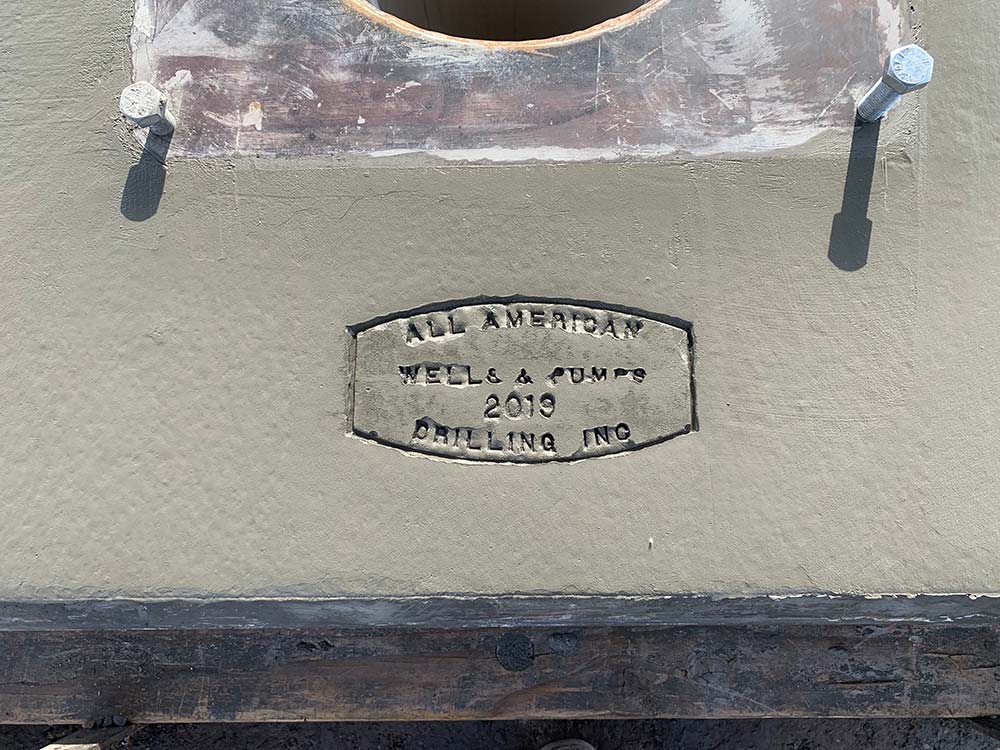 ALL AMERICAN
WELLS & PUMPS
2019
DRILLING INC